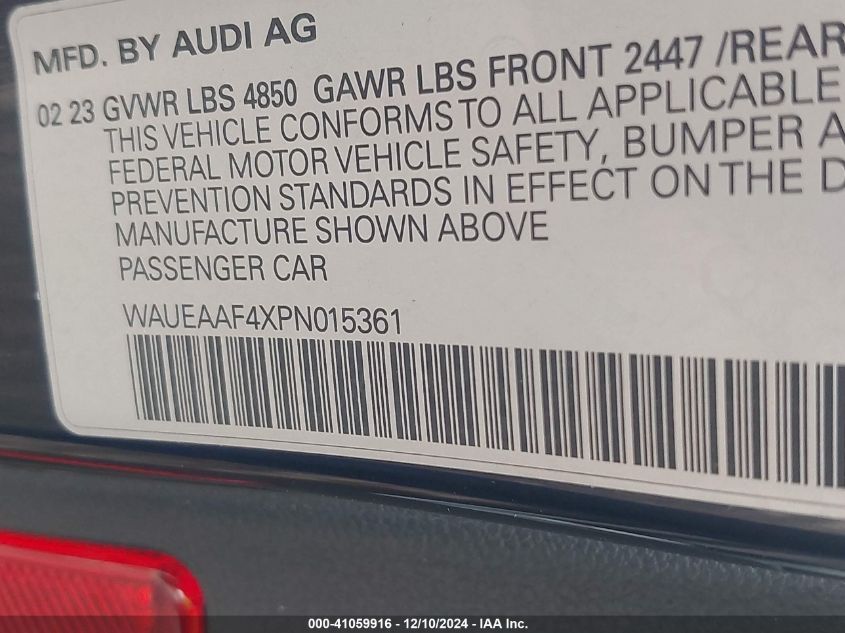 MFD. BY AUDI AG
02 23 GVWR LBS 4850 GAWR LBS FRONT 2447 /REAR
THIS VEHICLE CONFORMS TO ALL APPLICABLE
FEDERAL MOTOR VEHICLE SAFETY, BUMPER A
PREVENTION STANDARDS IN EFFECT ON THE D
MANUFACTURE SHOWN ABOVE
PASSENGER CAR
WAUEAAF4XPN015361
000-41059916 - 12/10/2024 - IAA Inc.